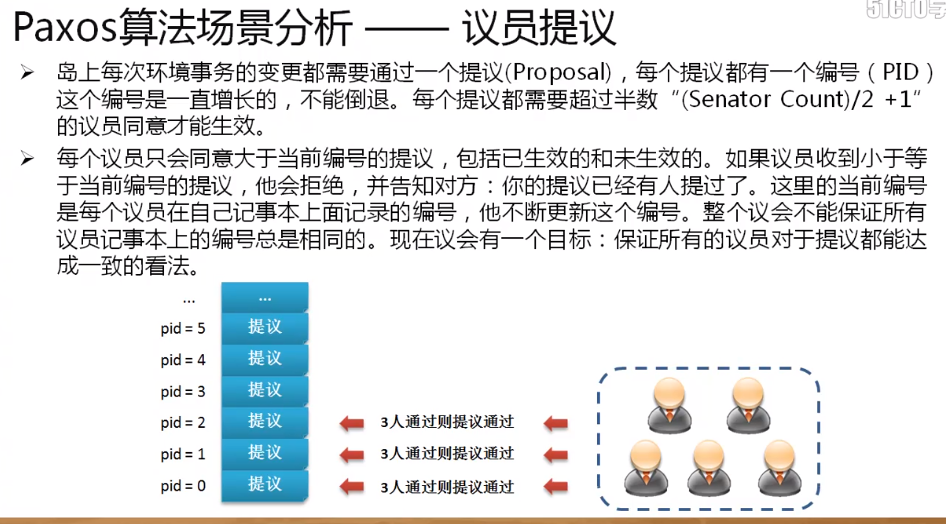 51CTO学
Paxos算法场景分析 —— 议员提议
岛上每次环境事务的变更都需要通过一个提议(Proposal)，每个提议都有一个编号（PID）
这个编号是一直增长的，不能倒退。每个提议都需要超过半数“(Senator Count)/2 +1”
的议员同意才能生效。
每个议员只会同意大于当前编号的提议，包括已生效的和未生效的。如果议员收到小于等
于当前编号的提议，他会拒绝，并告知对方：你的提议已经有人提过了。这里的当前编号
是每个议员在自己记事本上面记录的编号，他不断更新这个编号。整个议会不能保证所有
议员记事本上的编号总是相同的。现在议会有一个目标：保证所有的议员对于提议都能达
成一致的看法。
... ...
pid = 5 提议
pid = 4 提议
pid = 3 提议
pid = 2 提议 3人通过则提议通过
pid = 1 提议 3人通过则提议通过
pid = 0 提议 3人通过则提议通过